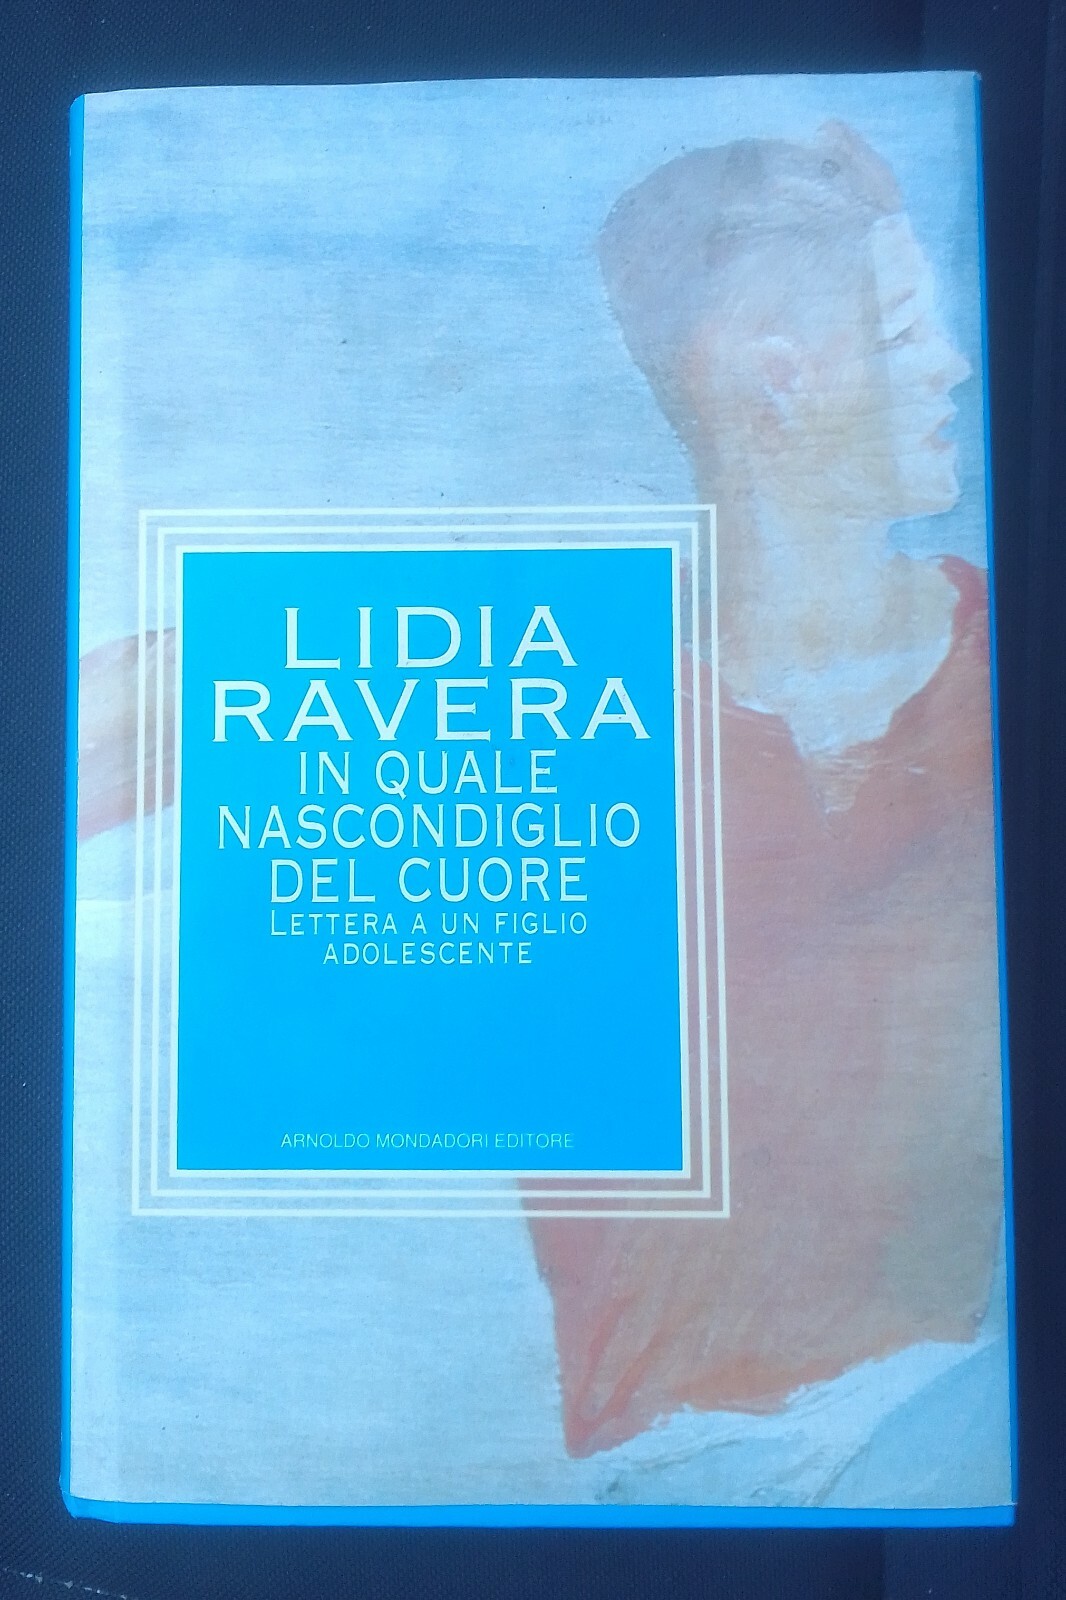 LIDIA
RAVERA
IN QUALE
NASCONDIGLIO
DEL CUORE
LETTERA A UN FIGLIO
ADOLESCENTE
ARNOLDO MONDADORI EDITORE